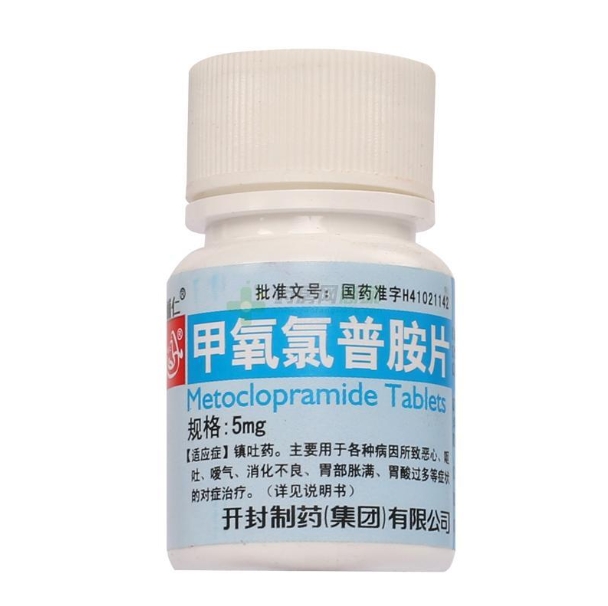 仁®
批准文号：国药准字H41021142
甲氧氯普胺片
Metoclopramide Tablets
规格:5mg
【适应症】镇吐药。主要用于各种病因所致恶心、呕
吐、嗳气、消化不良、胃部胀满、胃酸过多等症状
的对症治疗。（详见说明书）
开封制药(集团)有限公司